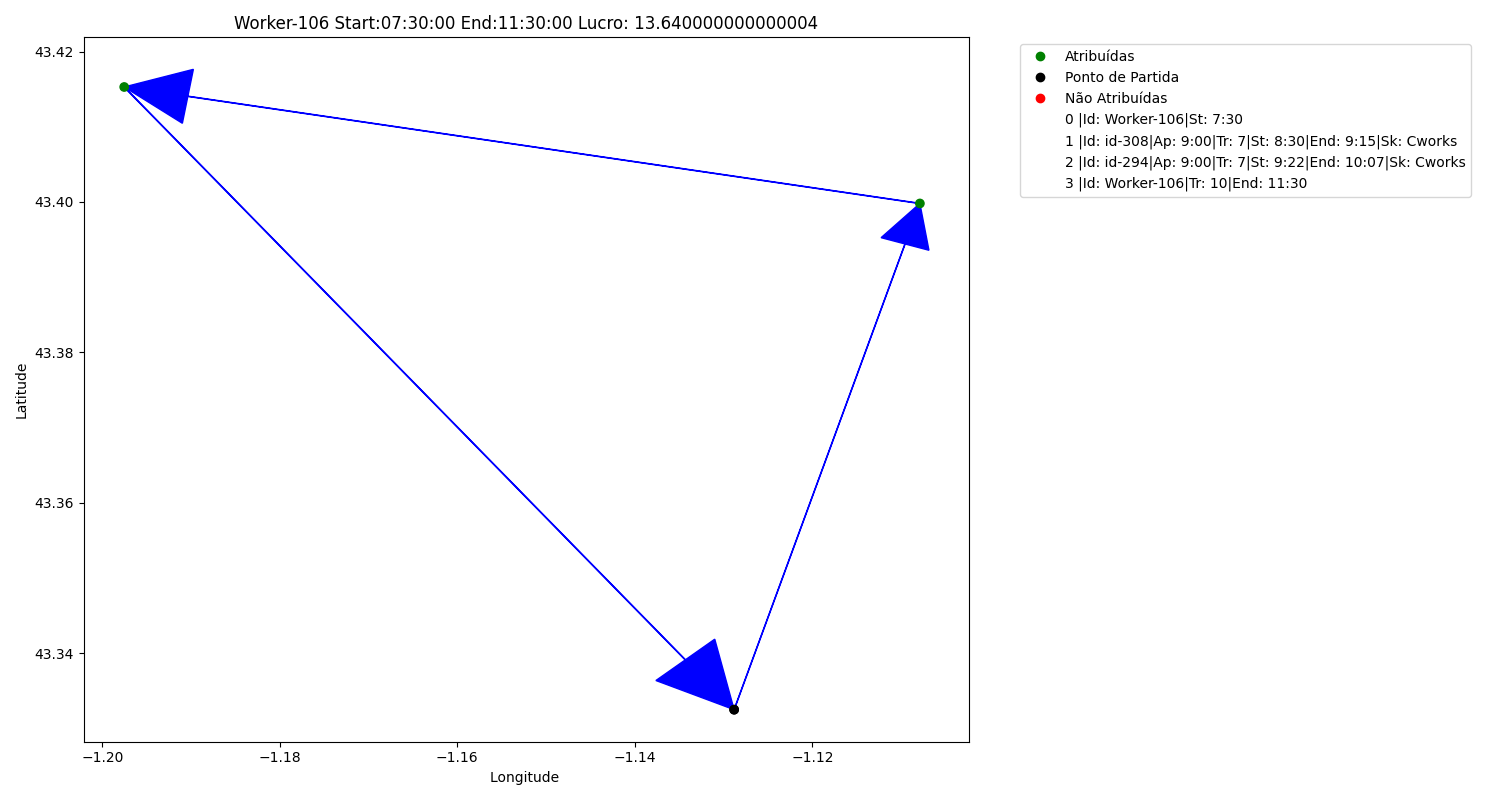 Worker-106 Start:07:30:00 End:11:30:00 Lucro: 13.640000000000004
43.42
43.40
43.38
43.36
43.34
Latitude
−1.20
−1.18
−1.16
−1.14
−1.12
Longitude
Atribuídas
Ponto de Partida
Não Atribuídas
0 |Id: Worker-106|St: 7:30
1 |Id: id-308|Ap: 9:00|Tr: 7|St: 8:30|End: 9:15|Sk: Cworks
2 |Id: id-294|Ap: 9:00|Tr: 7|St: 9:22|End: 10:07|Sk: Cworks
3 |Id: Worker-106|Tr: 10|End: 11:30